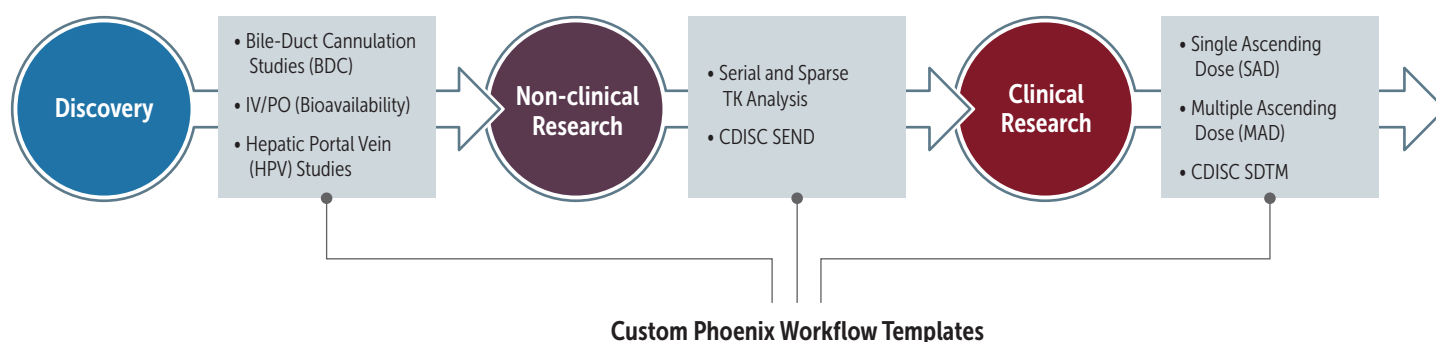 Discovery
• Bile-Duct Cannulation
Studies (BDC)
• IV/PO (Bioavailability)
• Hepatic Portal Vein
(HPV) Studies
Non-clinical
Research
• Serial and Sparse
TK Analysis
• CDISC SEND
Clinical
Research
• Single Ascending
Dose (SAD)
• Multiple Ascending
Dose (MAD)
• CDISC SDTM
Custom Phoenix Workflow Templates